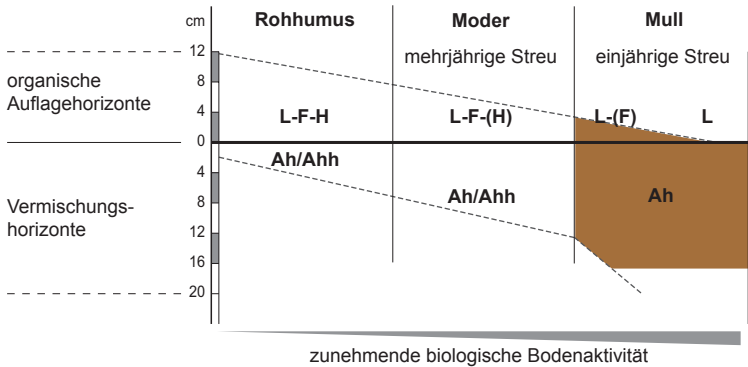 cm Rohhumus Moder Mull
mehrjährige Streu einjährige Streu
12
organische
Auflagehorizonte
8
4 L-F-H L-F-(H) L-(F) L
0
Ah/Ahh
4
Vermischungs-
horizonte
8 Ah/Ahh Ah
12
16
20
zunehmende biologische Bodenaktivität